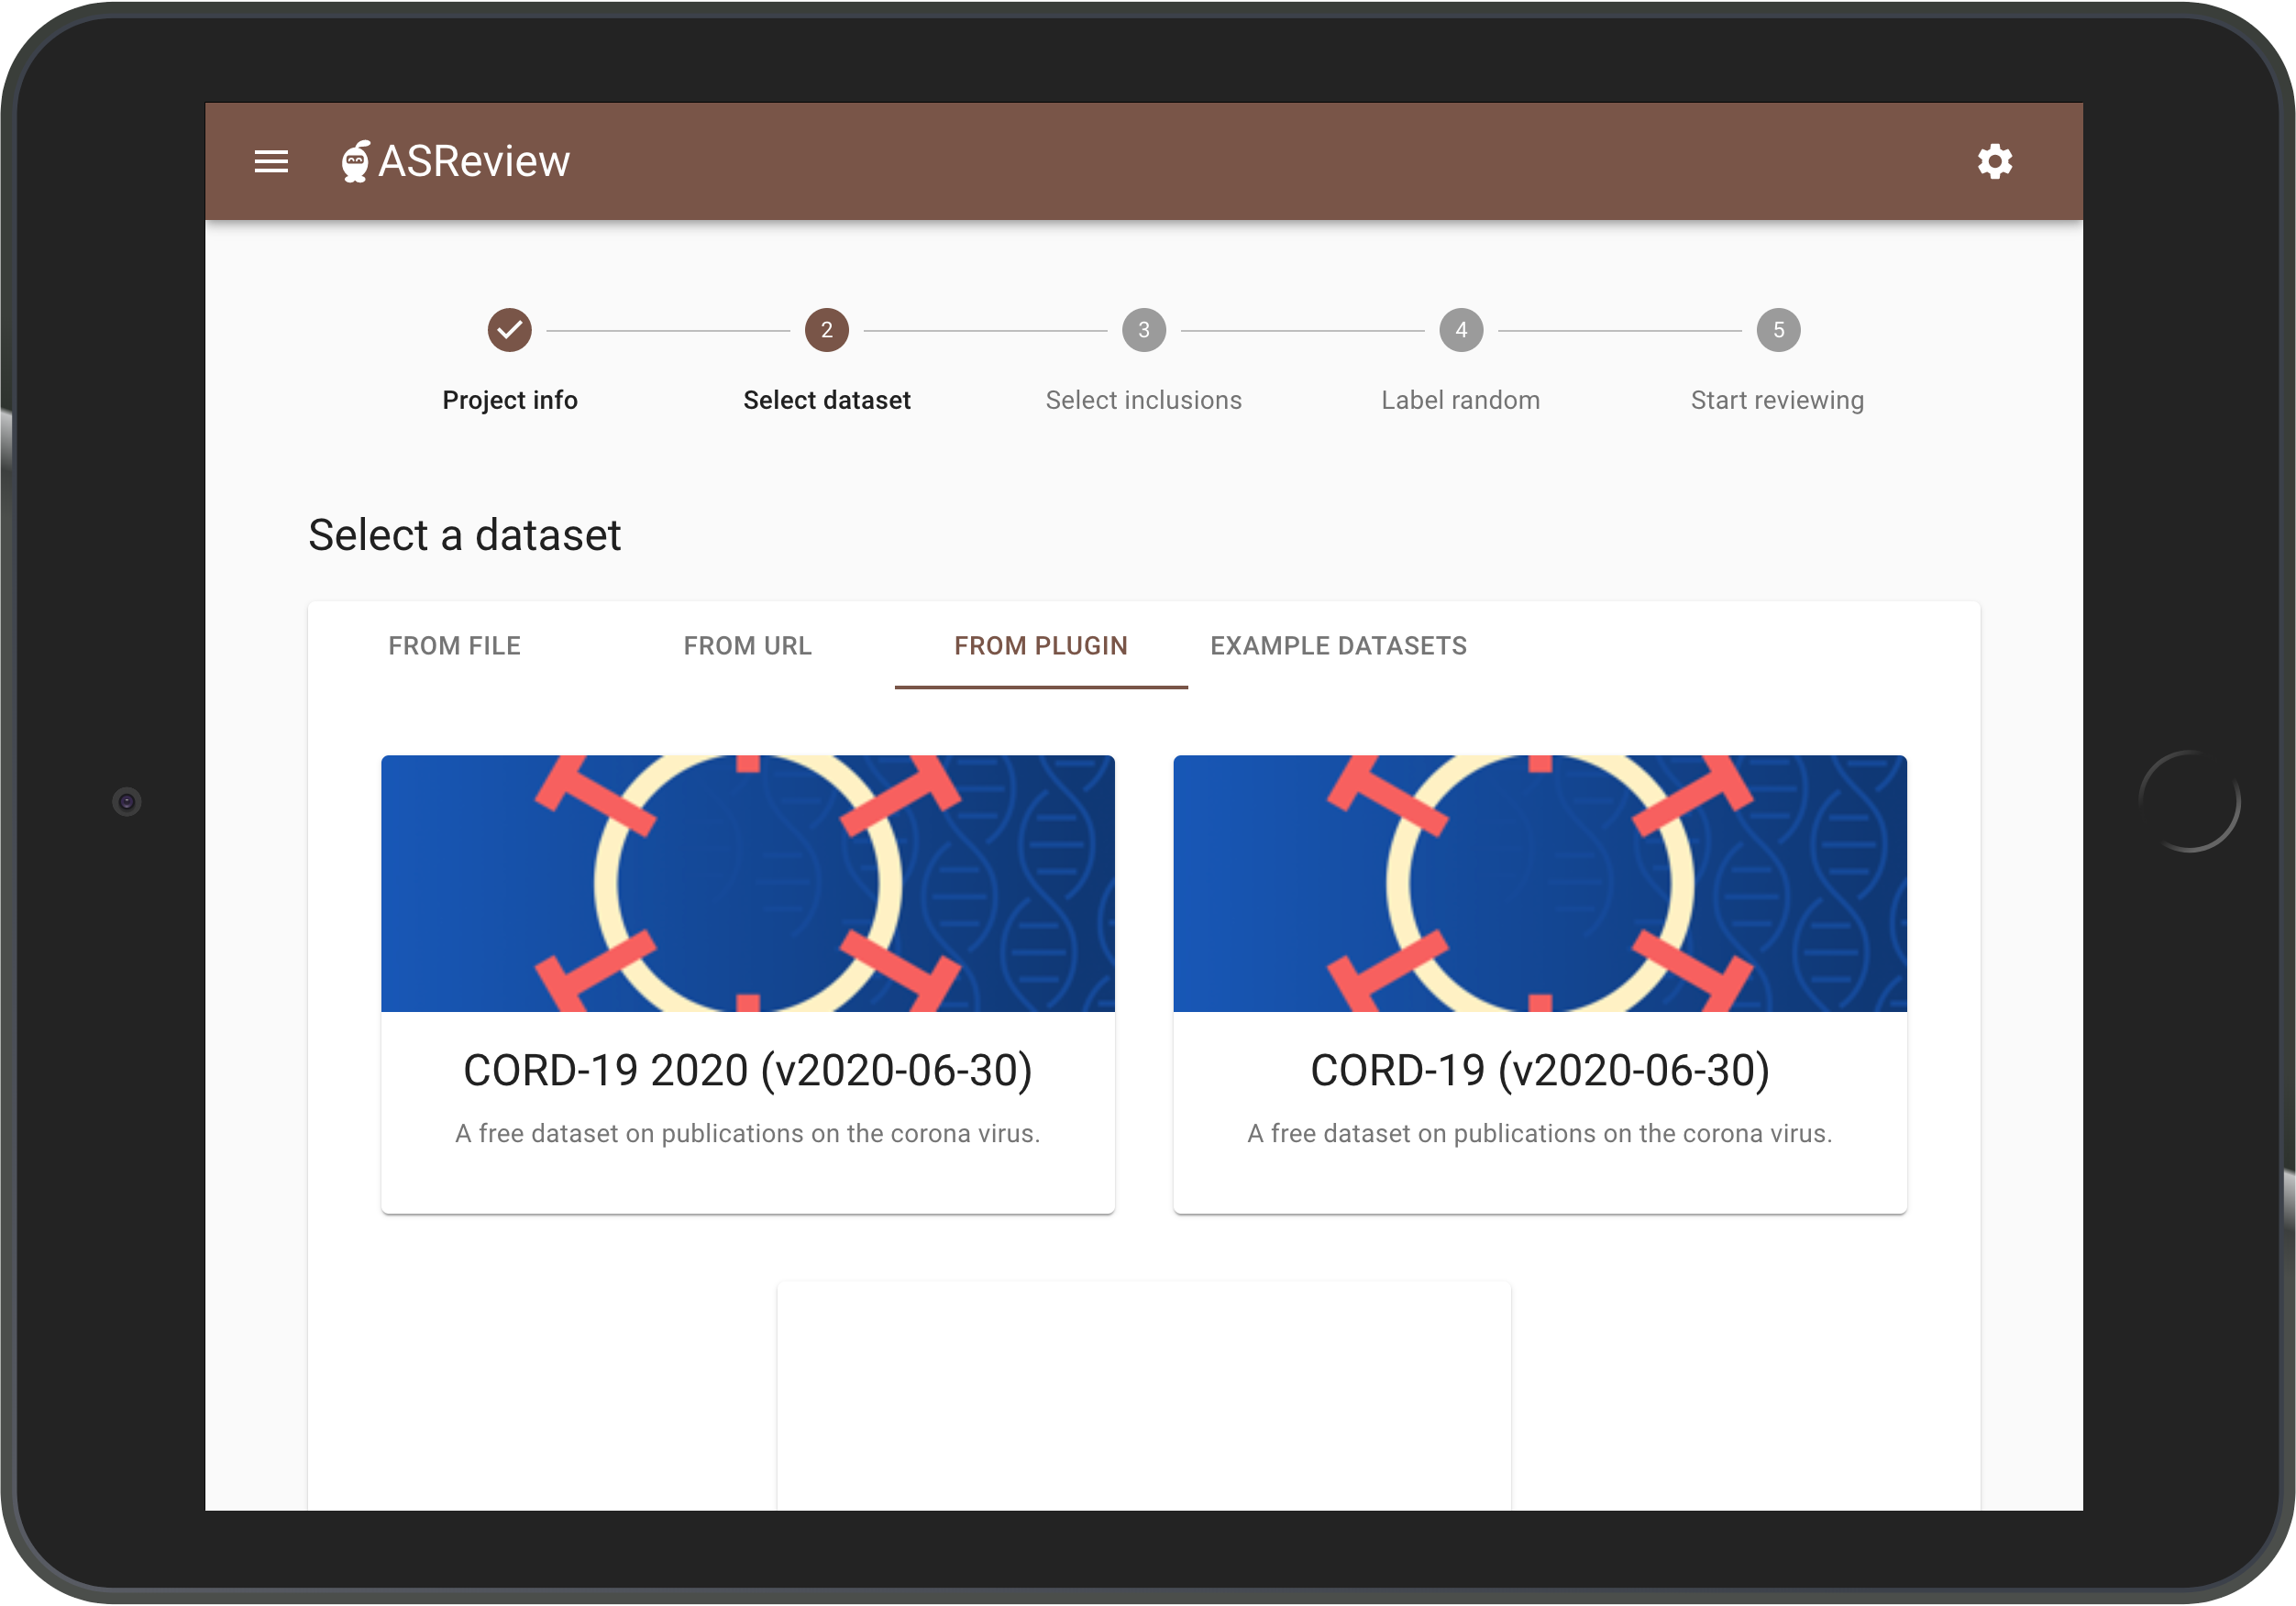 ASReview
2 3 4 5
Project info Select dataset Select inclusions Label random Start reviewing
Select a dataset
FROM FILE FROM URL FROM PLUGIN EXAMPLE DATASETS
CORD-19 2020 (v2020-06-30) CORD-19 (v2020-06-30)
A free dataset on publications on the corona virus. A free dataset on publications on the corona virus.